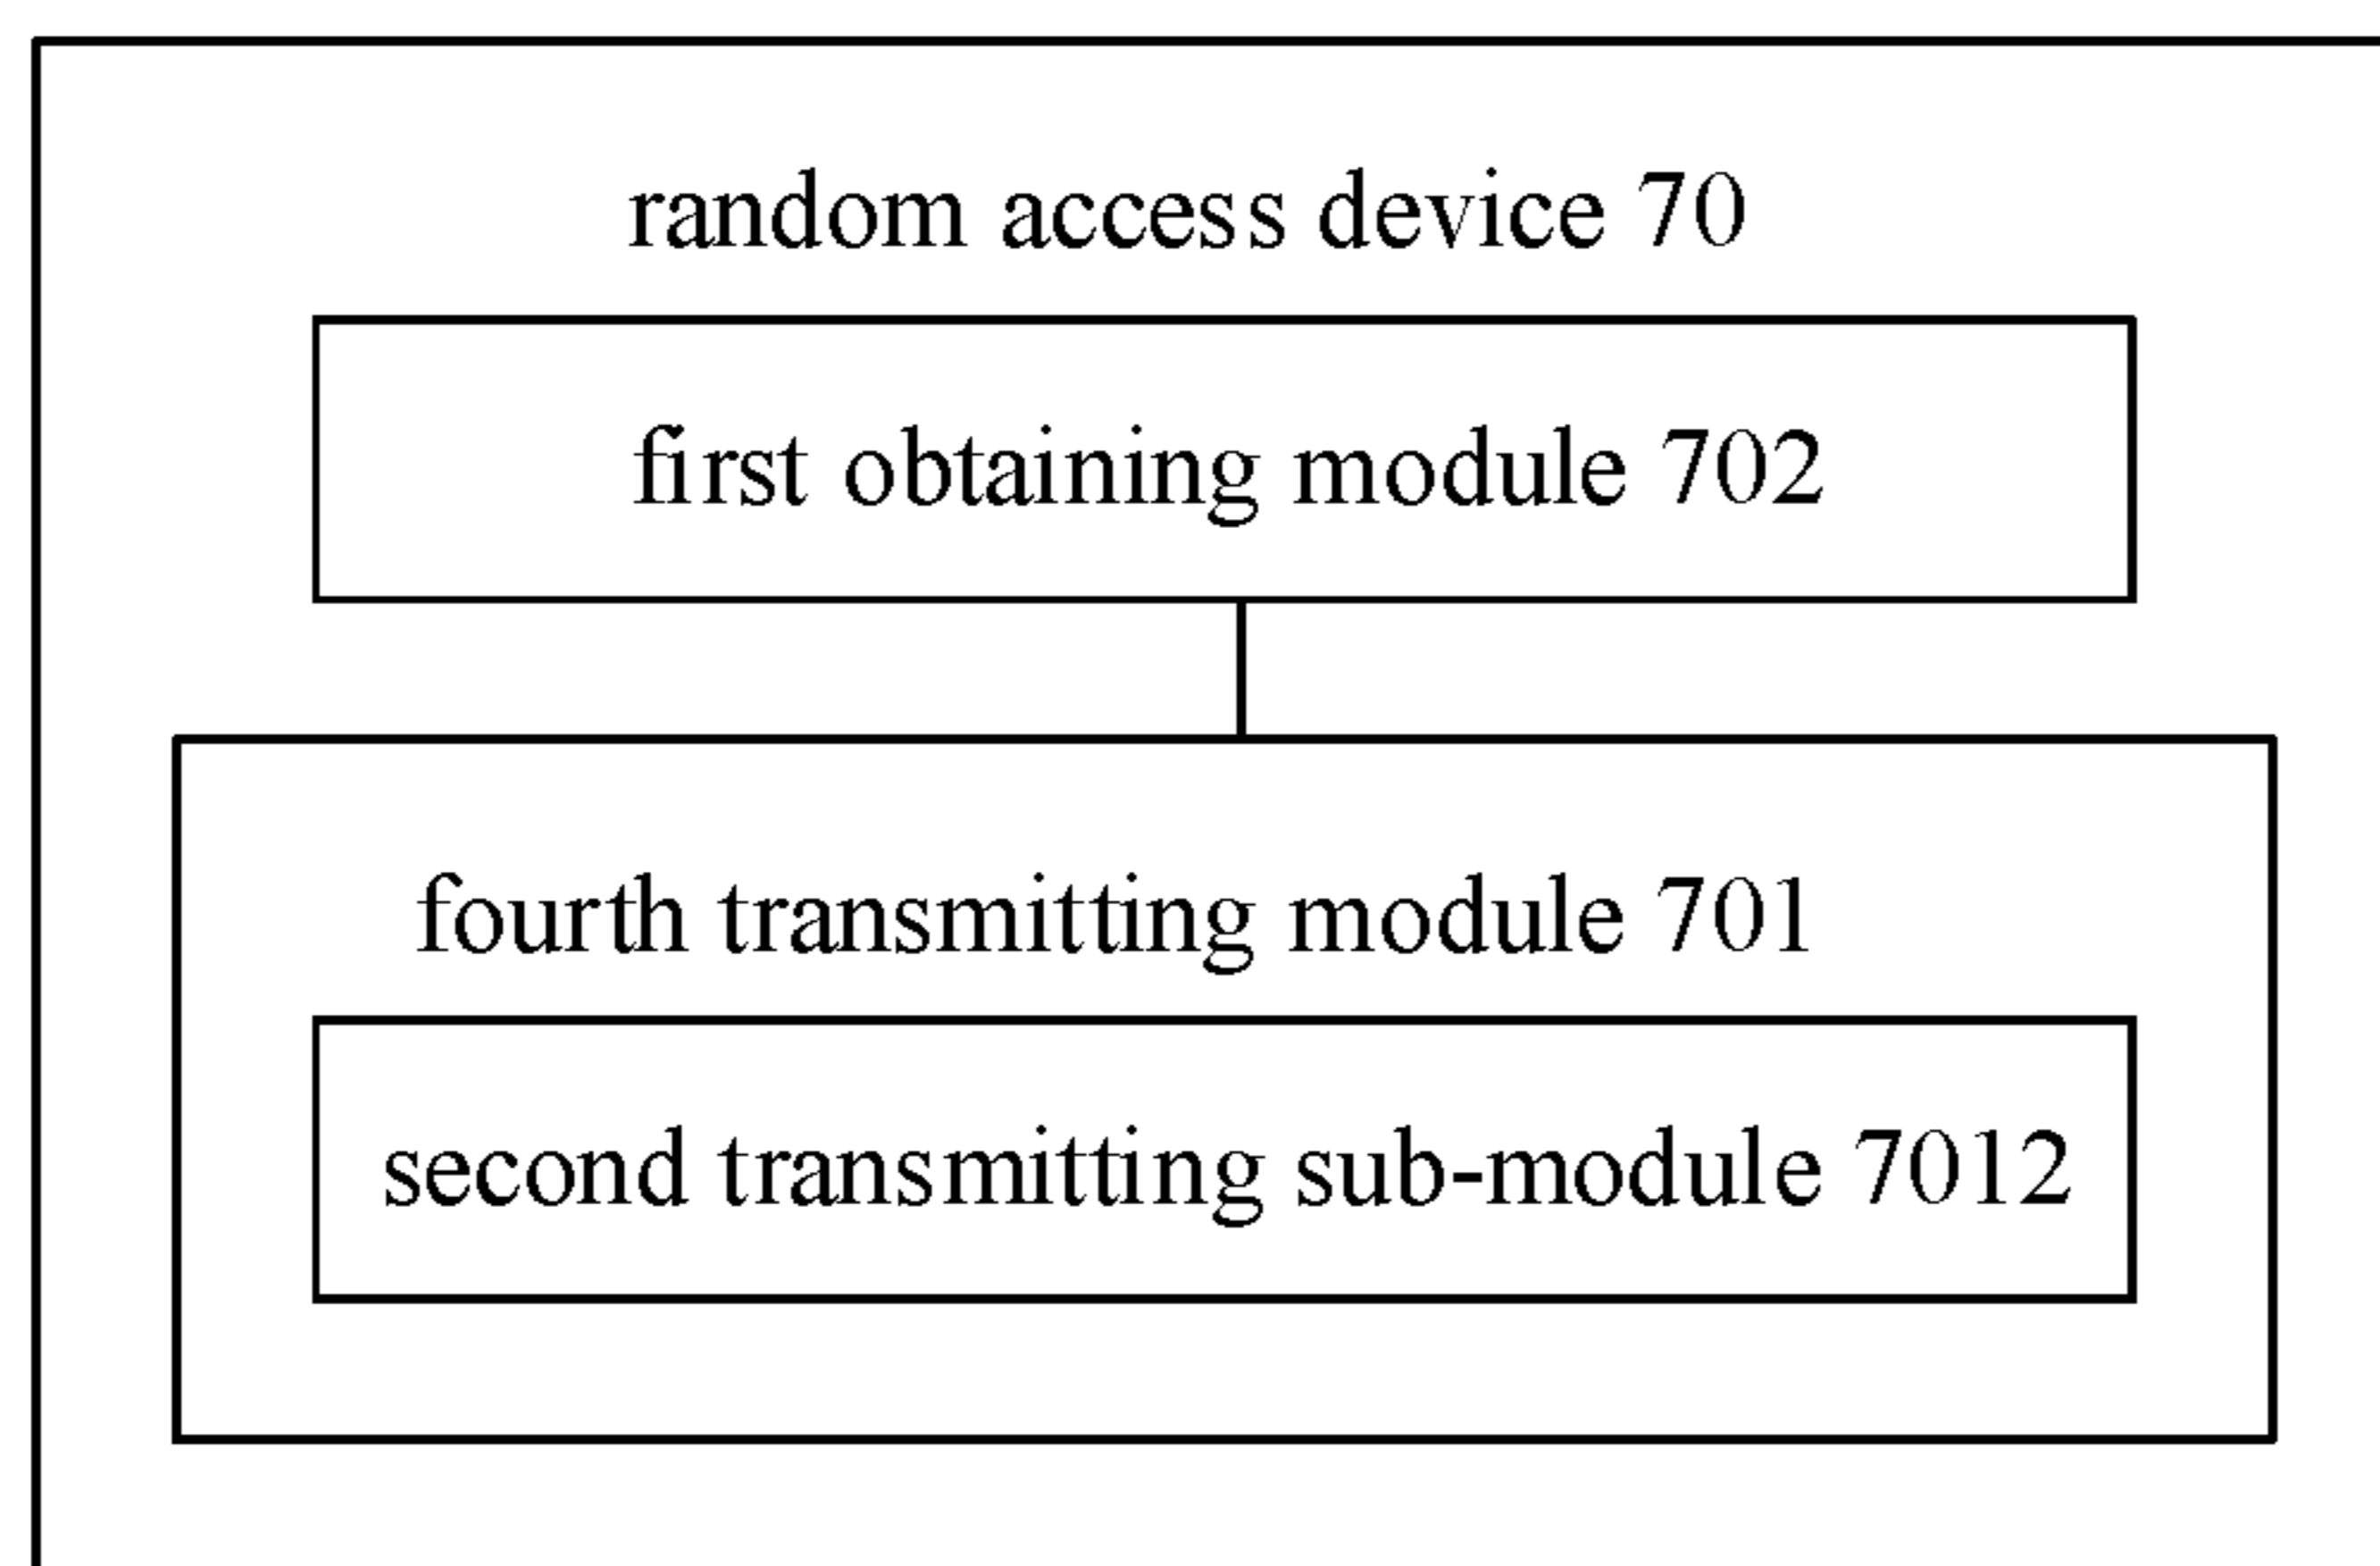 random access device 70
first obtaining module 702
fourth transmitting module 701
second transmitting sub-module 7012